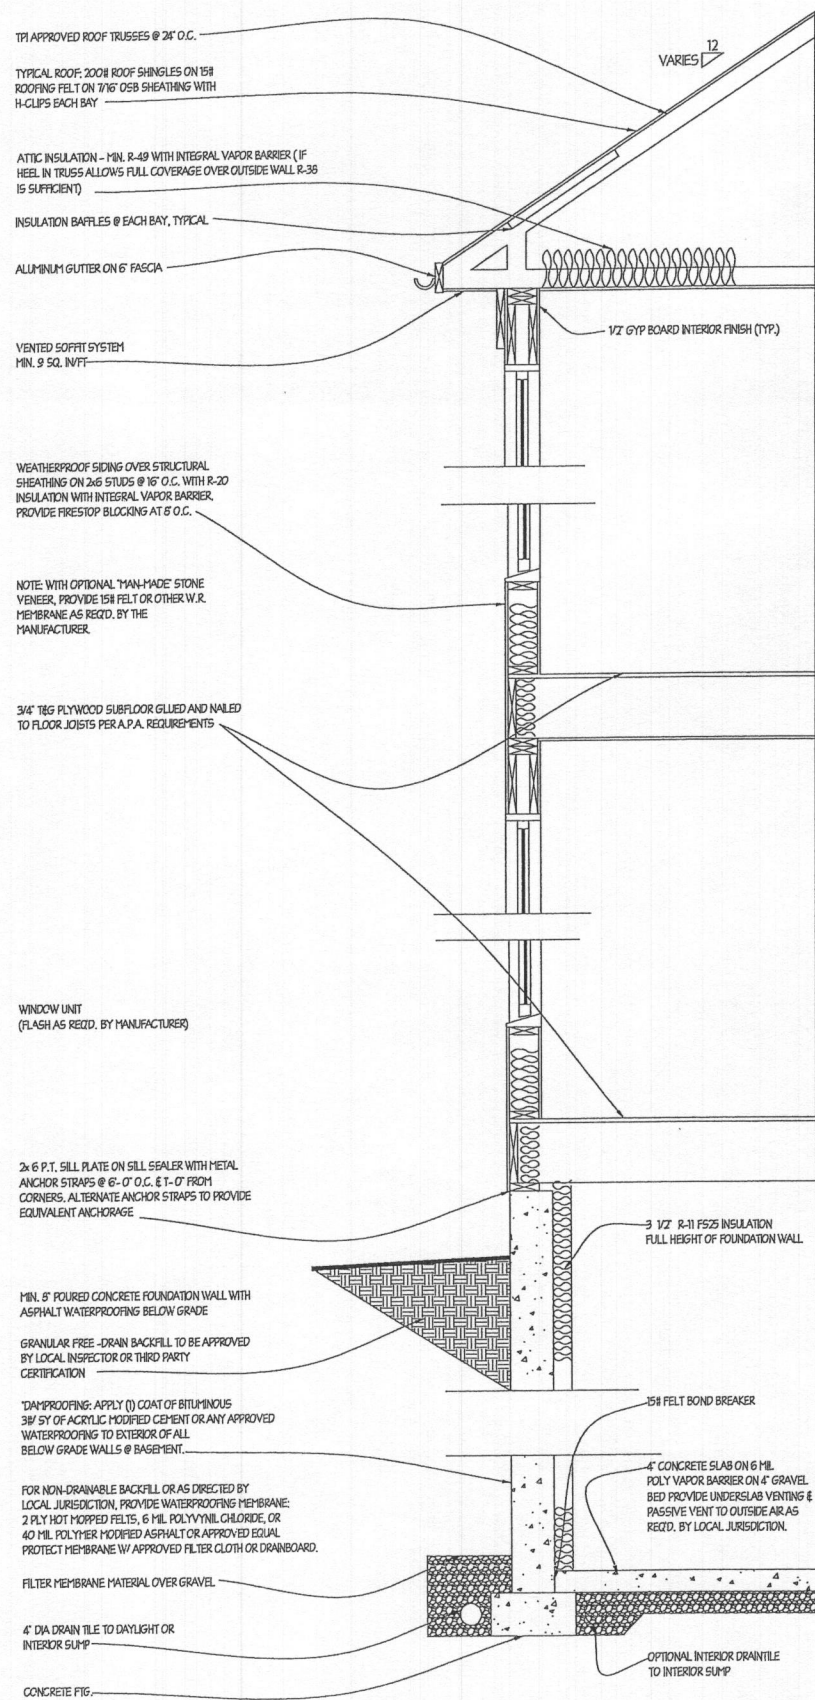 TPI APPROVED ROOF TRUSSES @ 24" O.C.
12
VARIES
TYPICAL ROOF: 200# ROOF SHINGLES ON 15#
ROOFING FELT ON 7/16" OSB SHEATHING WITH
H-CLIPS EACH BAY
ATTIC INSULATION - MIN. R-49 WITH INTEGRAL VAPOR BARRIER ( IF
HEEL IN TRUSS ALLOWS FULL COVERAGE OVER OUTSIDE WALL R-38
IS SUFFICIENT)
INSULATION BAFFLES @ EACH BAY, TYPICAL
ALUMINUM GUTTER ON 6" FASCIA
1/2" GYP BOARD INTERIOR FINISH (TYP.)
VENTED SOFFIT SYSTEM
MIN. 9 SQ. IN/FT
WEATHERPROOF SIDING OVER STRUCTURAL
SHEATHING ON 2x6 STUDS @ 16" O.C. WITH R-20
INSULATION WITH INTEGRAL VAPOR BARRIER,
PROVIDE FIRESTOP BLOCKING AT 8' O.C.
NOTE: WITH OPTIONAL "MAN-MADE" STONE
VENEER, PROVIDE 15# FELT OR OTHER W.R.
MEMBRANE AS REQ'D. BY THE
MANUFACTURER.
3/4" T&G PLYWOOD SUBFLOOR GLUED AND NAILED
TO FLOOR JOISTS PER A.P.A. REQUIREMENTS
WINDOW UNIT
(FLASH AS REQ'D. BY MANUFACTURER)
2x 6 P.T. SILL PLATE ON SILL SEALER WITH METAL
ANCHOR STRAPS @ 6'-0" O.C. & 1'-0" FROM
CORNERS. ALTERNATE ANCHOR STRAPS TO PROVIDE
EQUIVALENT ANCHORAGE
3 1/2" R-11 FS25 INSULATION
FULL HEIGHT OF FOUNDATION WALL
MIN. 8" POURED CONCRETE FOUNDATION WALL WITH
ASPHALT WATERPROOFING BELOW GRADE
GRANULAR FREE -DRAIN BACKFILL TO BE APPROVED
BY LOCAL INSPECTOR OR THIRD PARTY
CERTIFICATION
"DAMPROOFING: APPLY (1) COAT OF BITUMINOUS
3#/ SY OF ACRYLIC MODIFIED CEMENT OR ANY APPROVED
WATERPROOFING TO EXTERIOR OF ALL
BELOW GRADE WALLS @ BASEMENT.
15# FELT BOND BREAKER
4" CONCRETE SLAB ON 6 MIL
POLY VAPOR BARRIER ON 4" GRAVEL
BED PROVIDE UNDERSLAB VENTING &
PASSIVE VENT TO OUTSIDE AIR AS
REQ'D. BY LOCAL JURISDICTION.
FOR NON-DRAINABLE BACKFILL OR AS DIRECTED BY
LOCAL JURISDICTION, PROVIDE WATERPROOFING MEMBRANE:
2 PLY HOT MOPPED FELTS, 6 MIL POLYVYNIL CHLORIDE, OR
40 MIL POLYMER MODIFIED ASPHALT OR APPROVED EQUAL
PROTECT MEMBRANE W/ APPROVED FILTER CLOTH OR DRAINBOARD.
FILTER MEMBRANE MATERIAL OVER GRAVEL
4" DIA DRAIN TILE TO DAYLIGHT OR
INTERIOR SUMP
OPTIONAL INTERIOR DRAINTILE
TO INTERIOR SUMP
CONCRETE FTG.